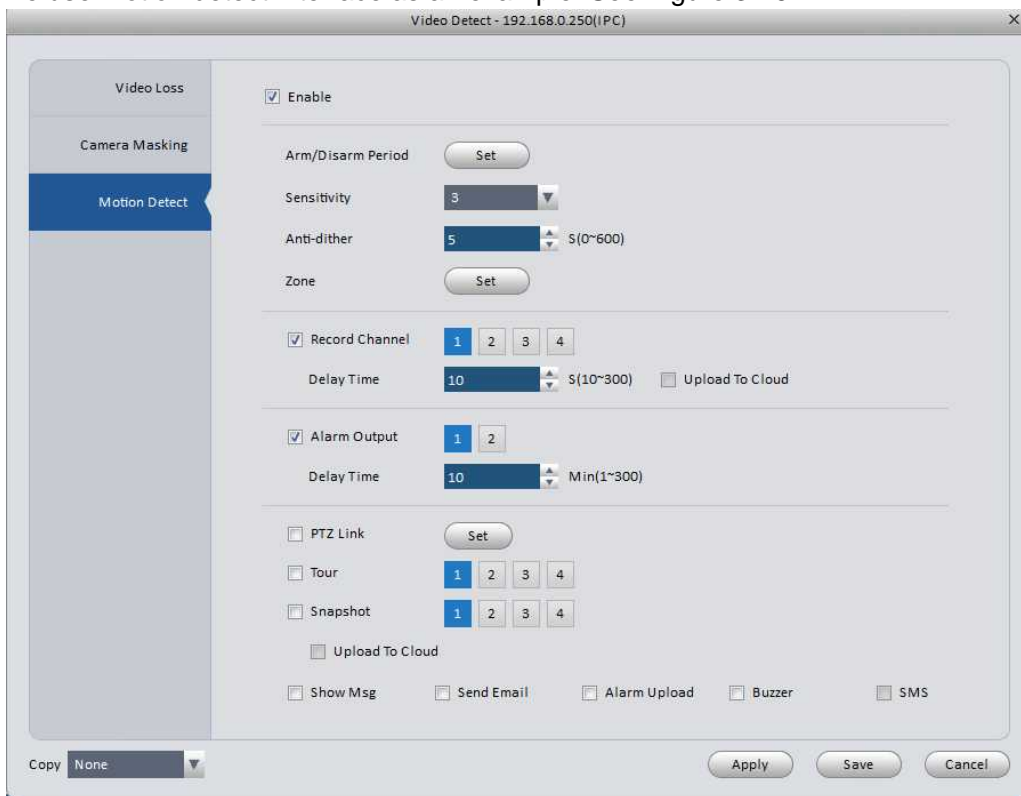 Video Detect - 192.168.0.250(IPC)
Video Loss
Camera Masking
Motion Detect
Enable
Arm/Disarm Period Set
Sensitivity 3
Anti-dither 5 S(0~600)
Zone Set
Record Channel 1 2 3 4
Delay Time 10 S(10~300) Upload To Cloud
Alarm Output 1 2
Delay Time 10 Min(1~300)
PTZ Link Set
Tour 1 2 3 4
Snapshot 1 2 3 4
Upload To Cloud
Show Msg Send Email Alarm Upload Buzzer SMS
Copy None Apply Save Cancel